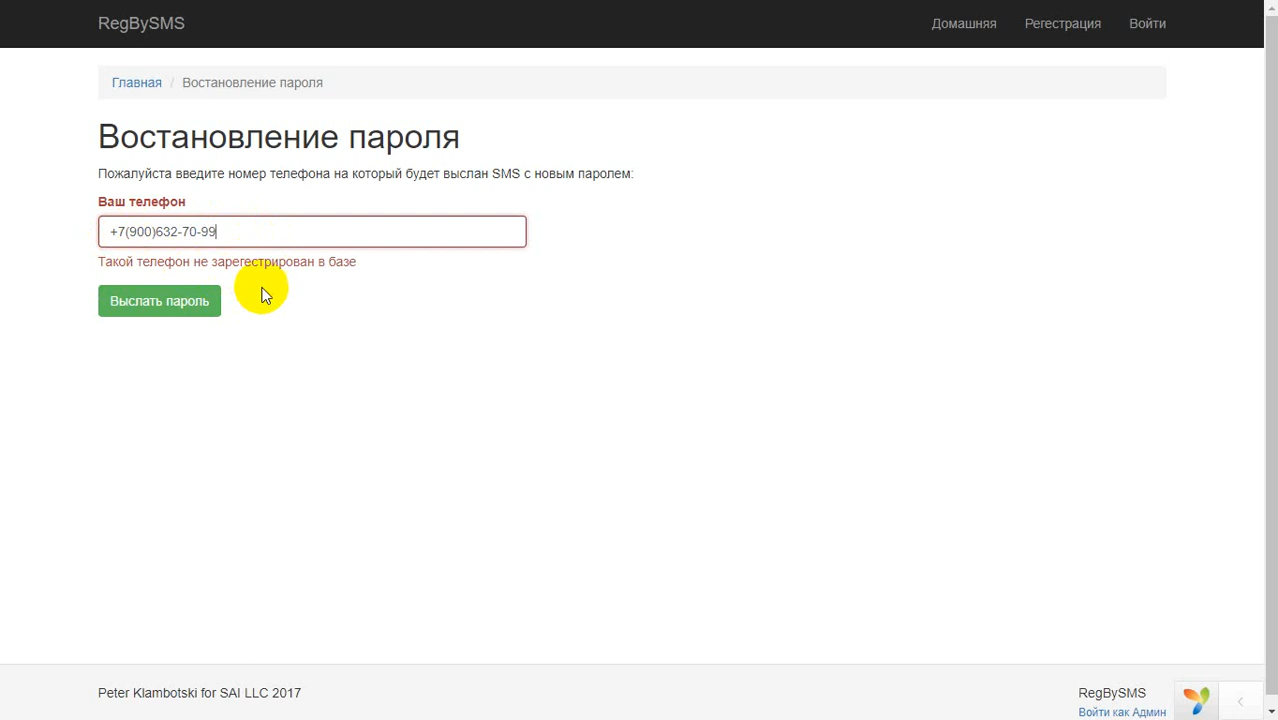 RegBySMS
Домашняя Регестрация Войти
Главная / Востановление пароля
Востановление пароля
Пожалуйста введите номер телефона на который будет выслан SMS с новым паролем:
Ваш телефон
+7(900)632-70-99
Такой телефон не зарегестрирован в базе
Выслать пароль
Peter Klambotski for SAI LLC 2017
RegBySMS
Войти как Админ